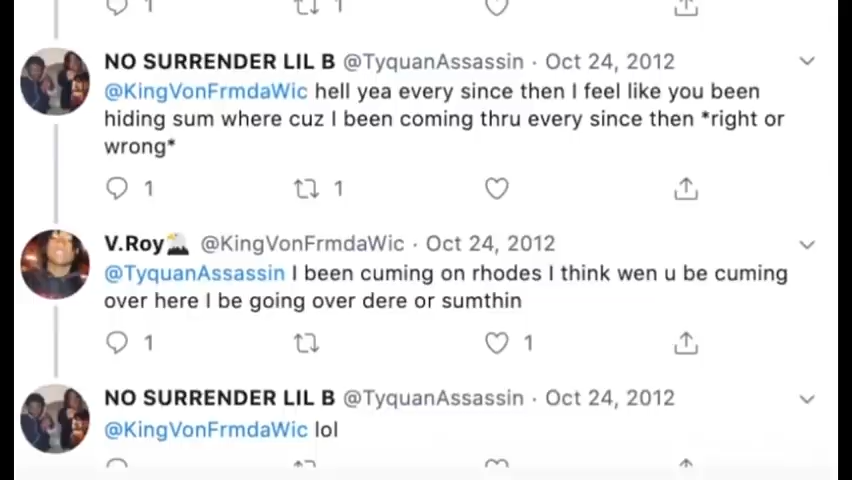 1 1
NO SURRENDER LIL B @TyquanAssassin · Oct 24, 2012
@KingVonFrmdaWic hell yea every since then I feel like you been
hiding sum where cuz I been coming thru every since then *right or
wrong*
1 1
V.Roy @KingVonFrmdaWic · Oct 24, 2012
@TyquanAssassin I been cuming on rhodes I think wen u be cuming
over here I be going over dere or sumthin
1 1
NO SURRENDER LIL B @TyquanAssassin · Oct 24, 2012
@KingVonFrmdaWic lol